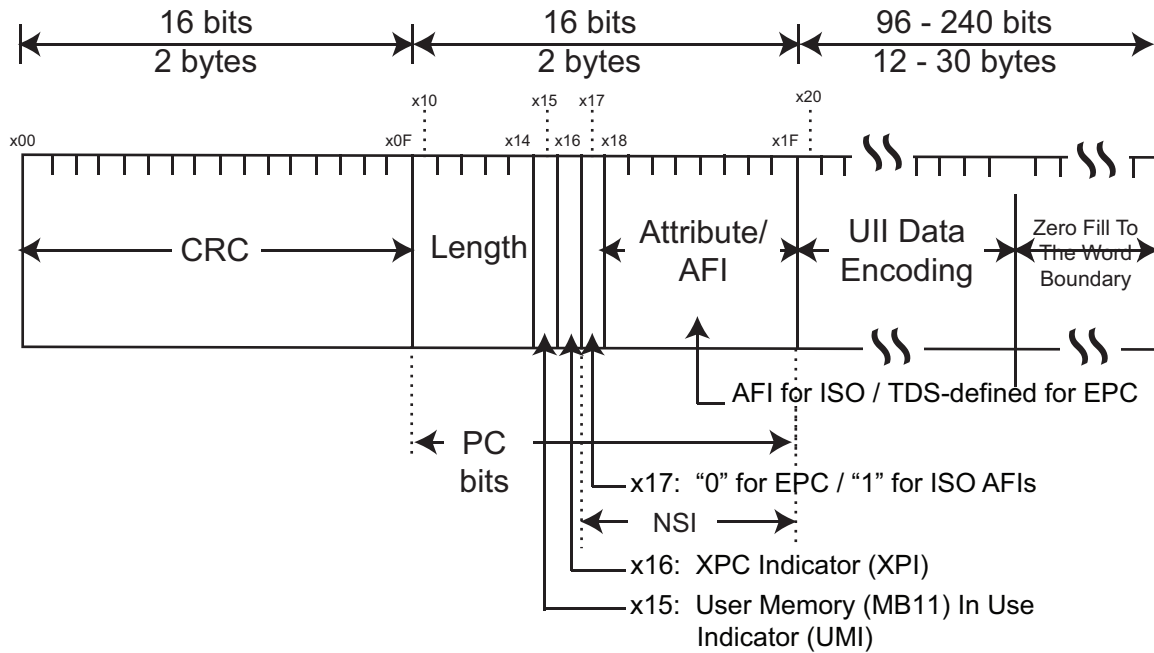 16 bits
16 bits
96 - 240 bits
2 bytes
2 bytes
12 - 30 bytes
x10
x15
x17
x20
x00
x0F
x14
x16
x18
x1F
CRC
Length
Attribute/
AFI
UII Data
Encoding
Zero Fill To
The Word
Boundary
AFI for ISO / TDS-defined for EPC
PC
bits
x17: “0” for EPC / “1” for ISO AFIs
NSI
x16: XPC Indicator (XPI)
x15: User Memory (MB11) In Use
Indicator (UMI)